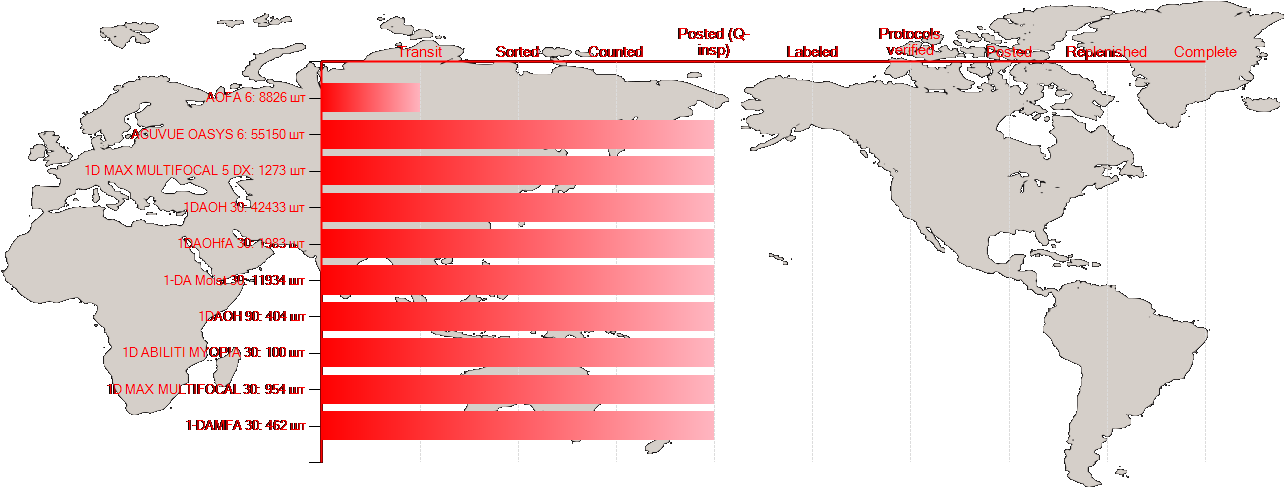 Transit
Sorted
Counted
Posted (Q-
insp)
Labeled
Protocols
verified
Posted
Replenished
Complete
AOFA 6: 8826 шт
ACUVUE OASYS 6: 55150 шт
1D MAX MULTIFOCAL 5 DX: 1273 шт
1DAOH 30: 42433 шт
1DAOHfA 30: 1983 шт
1-DA Moist 30: 11934 шт
1DAOH 90: 404 шт
1D ABILITI MYOPIA 30: 100 шт
1D MAX MULTIFOCAL 30: 954 шт
1-DAMFA 30: 462 шт